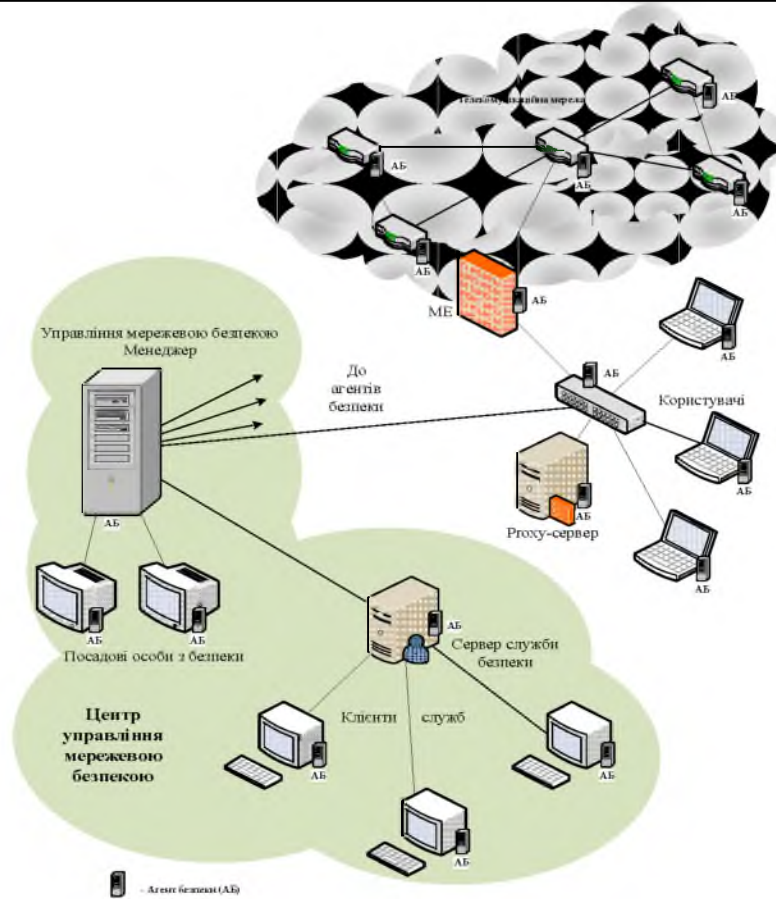 Телекомунікаційна мережа
АБ
АБ
АБ
АБ
АБ
АБ
МЕ
Управління мережевою безпекою
Менеджер
До
агентів
безпеки
АБ
АБ
Користувачі
АБ
АБ
АБ
Proxy-сервер
АБ
АБ
АБ
АБ
Посадові особи з безпеки
АБ
Сервер служби
безпеки
Клієнти служб
Центр
управління
мережевою
безпекою
АБ
АБ
АБ
- Агент безпеки (АБ)